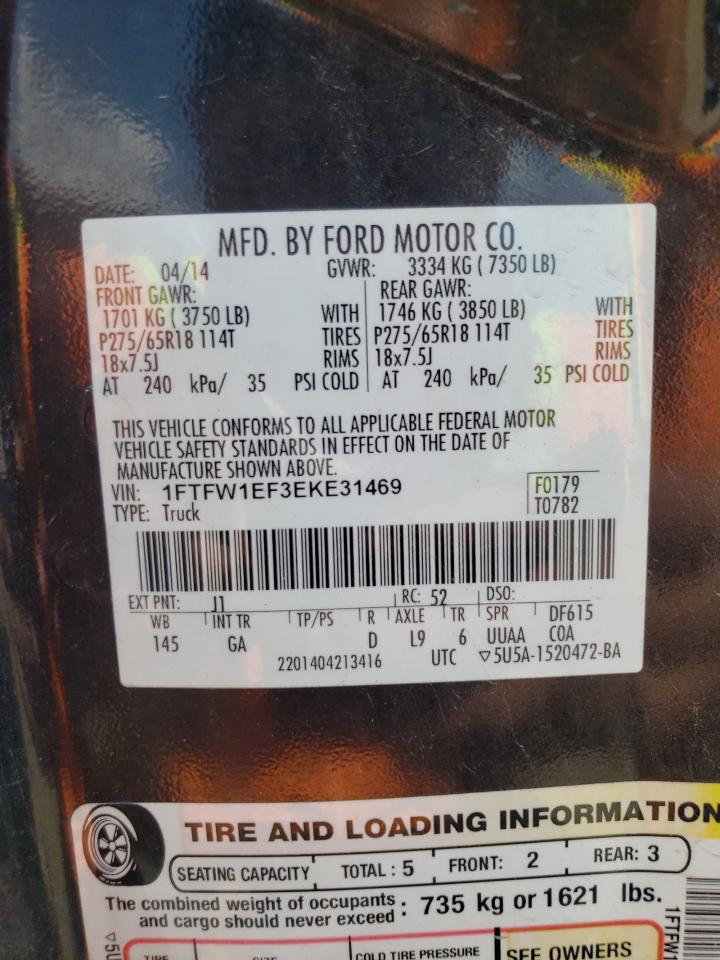 MFD. BY FORD MOTOR CO.
DATE: 04/14 GVWR: 3334 KG ( 7350 LB)
FRONT GAWR: REAR GAWR:
1701 KG ( 3750 LB) WITH 1746 KG ( 3850 LB) WITH
P275/65R18 114T TIRES P275/65R18 114T TIRES
18x7.5J RIMS 18x7.5J RIMS
AT 240 kPa/ 35 PSI COLD AT 240 kPa/ 35 PSI COLD
THIS VEHICLE CONFORMS TO ALL APPLICABLE FEDERAL MOTOR
VEHICLE SAFETY STANDARDS IN EFFECT ON THE DATE OF
MANUFACTURE SHOWN ABOVE.
VIN: 1FTFW1EF3EKE31469 F0179
TYPE: Truck T0782
EXT PNT: J1 RC: 52 DSO:
WB INT TR TP/PS R AXLE TR SPR DF615
145 GA D L9 6 UUAA COA
2201404213416 UTC ▽5U5A-1520472-BA
TIRE AND LOADING INFORMATION
SEATING CAPACITY TOTAL : 5 FRONT: 2 REAR: 3
The combined weight of occupants
and cargo should never exceed : 735 kg or 1621 lbs.
TIRE SIZE COLD TIRE PRESSURE SEE OWNERS
▽5U
1FTFW1